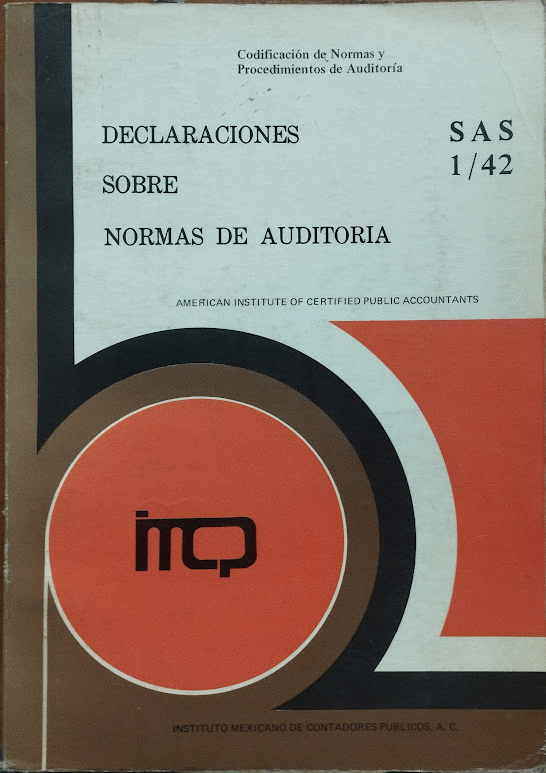 Codificación de Normas y
Procedimientos de Auditoría
DECLARACIONES
SOBRE
NORMAS DE AUDITORIA
SAS
1/42
AMERICAN INSTITUTE OF CERTIFIED PUBLIC ACCOUNTANTS
imcp
INSTITUTO MEXICANO DE CONTADORES PUBLICOS, A. C.